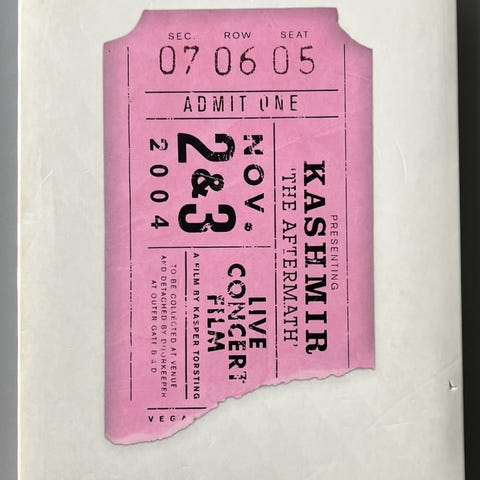 SEC. ROW SEAT
07 06 05
ADMIT ONE
PRESENTING
KASHMIR
'THE AFTERMATH'
NOV.
2&3
2004
LIVE
CONCERT
FILM
A FILM BY KASPER TORSTING
TO BE COLLECTED AT VENUE
AND DETACHED BY DOORKEEPER
AT OUTER GATE
VEGA